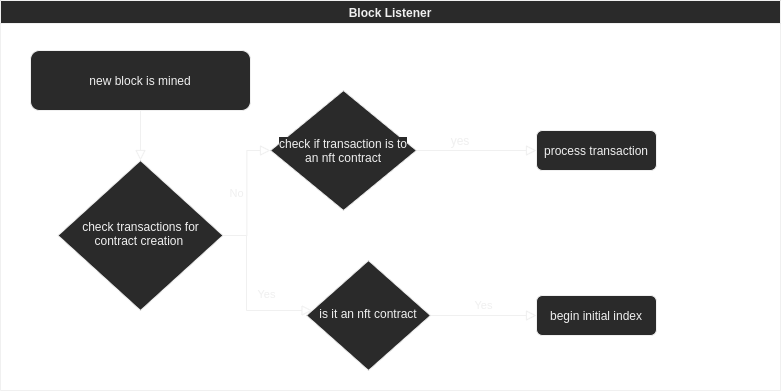 Block Listener
new block is mined
check transactions for
contract creation
No
check if transaction is to
an nft contract
yes
process transaction
Yes
is it an nft contract
Yes
begin initial index